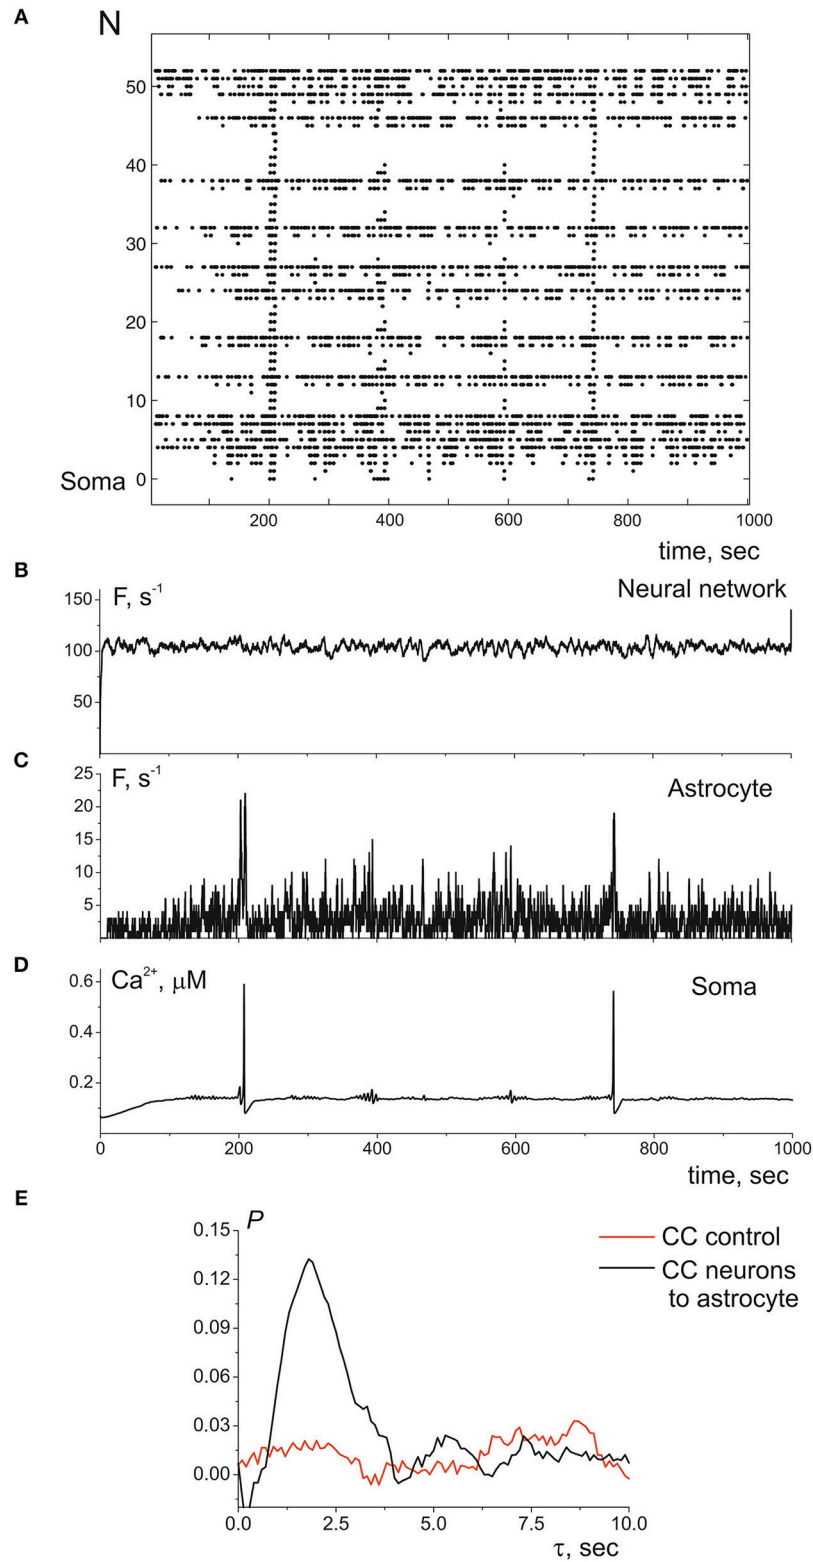 A
N
50
40
30
20
10
Soma 0
200 400 600 800 1000
time, sec
B
F, s-1
Neural network
150
100
50
C
F, s-1
Astrocyte
25
20
15
10
5
D
Ca2+, μM
Soma
0.6
0.4
0.2
0 200 400 600 800 1000
time, sec
E
P
0.15
0.12
0.09
0.06
0.03
0.00
CC control
CC neurons
to astrocyte
0.0 2.5 5.0 7.5 10.0
τ, sec